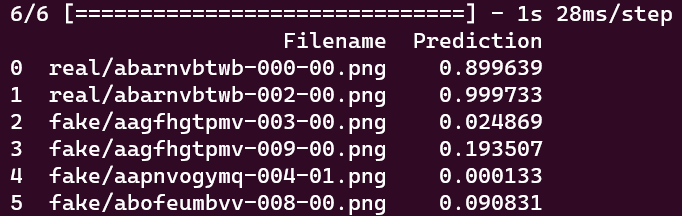 6/6 [==============================] - 1s 28ms/step
Filename Prediction
0 real/abarnvbtwb-000-00.png 0.899639
1 real/abarnvbtwb-002-00.png 0.999733
2 fake/aagfhgtpmv-003-00.png 0.024869
3 fake/aagfhgtpmv-009-00.png 0.193507
4 fake/aapnvogymq-004-01.png 0.000133
5 fake/abofeumbvv-008-00.png 0.090831